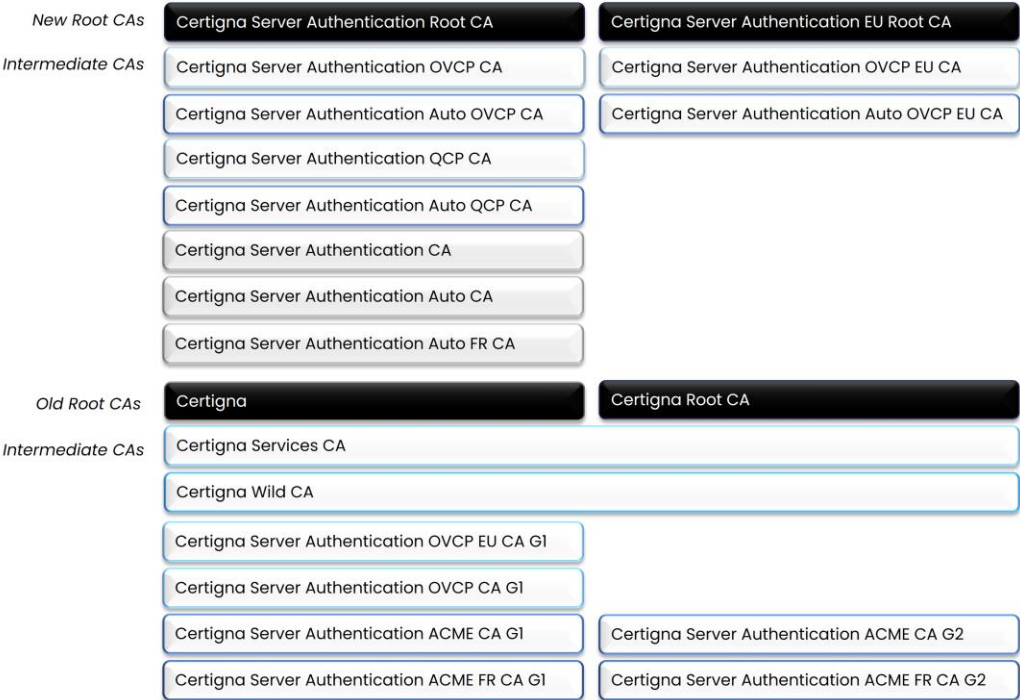 New Root CAs
Certigna Server Authentication Root CA
Certigna Server Authentication EU Root CA
Intermediate CAs
Certigna Server Authentication OVCP CA
Certigna Server Authentication OVCP EU CA
Certigna Server Authentication Auto OVCP CA
Certigna Server Authentication Auto OVCP EU CA
Certigna Server Authentication QCP CA
Certigna Server Authentication Auto QCP CA
Certigna Server Authentication CA
Certigna Server Authentication Auto CA
Certigna Server Authentication Auto FR CA
Old Root CAs
Certigna
Certigna Root CA
Intermediate CAs
Certigna Services CA
Certigna Wild CA
Certigna Server Authentication OVCP EU CA G1
Certigna Server Authentication OVCP CA G1
Certigna Server Authentication ACME CA G1
Certigna Server Authentication ACME CA G2
Certigna Server Authentication ACME FR CA G1
Certigna Server Authentication ACME FR CA G2